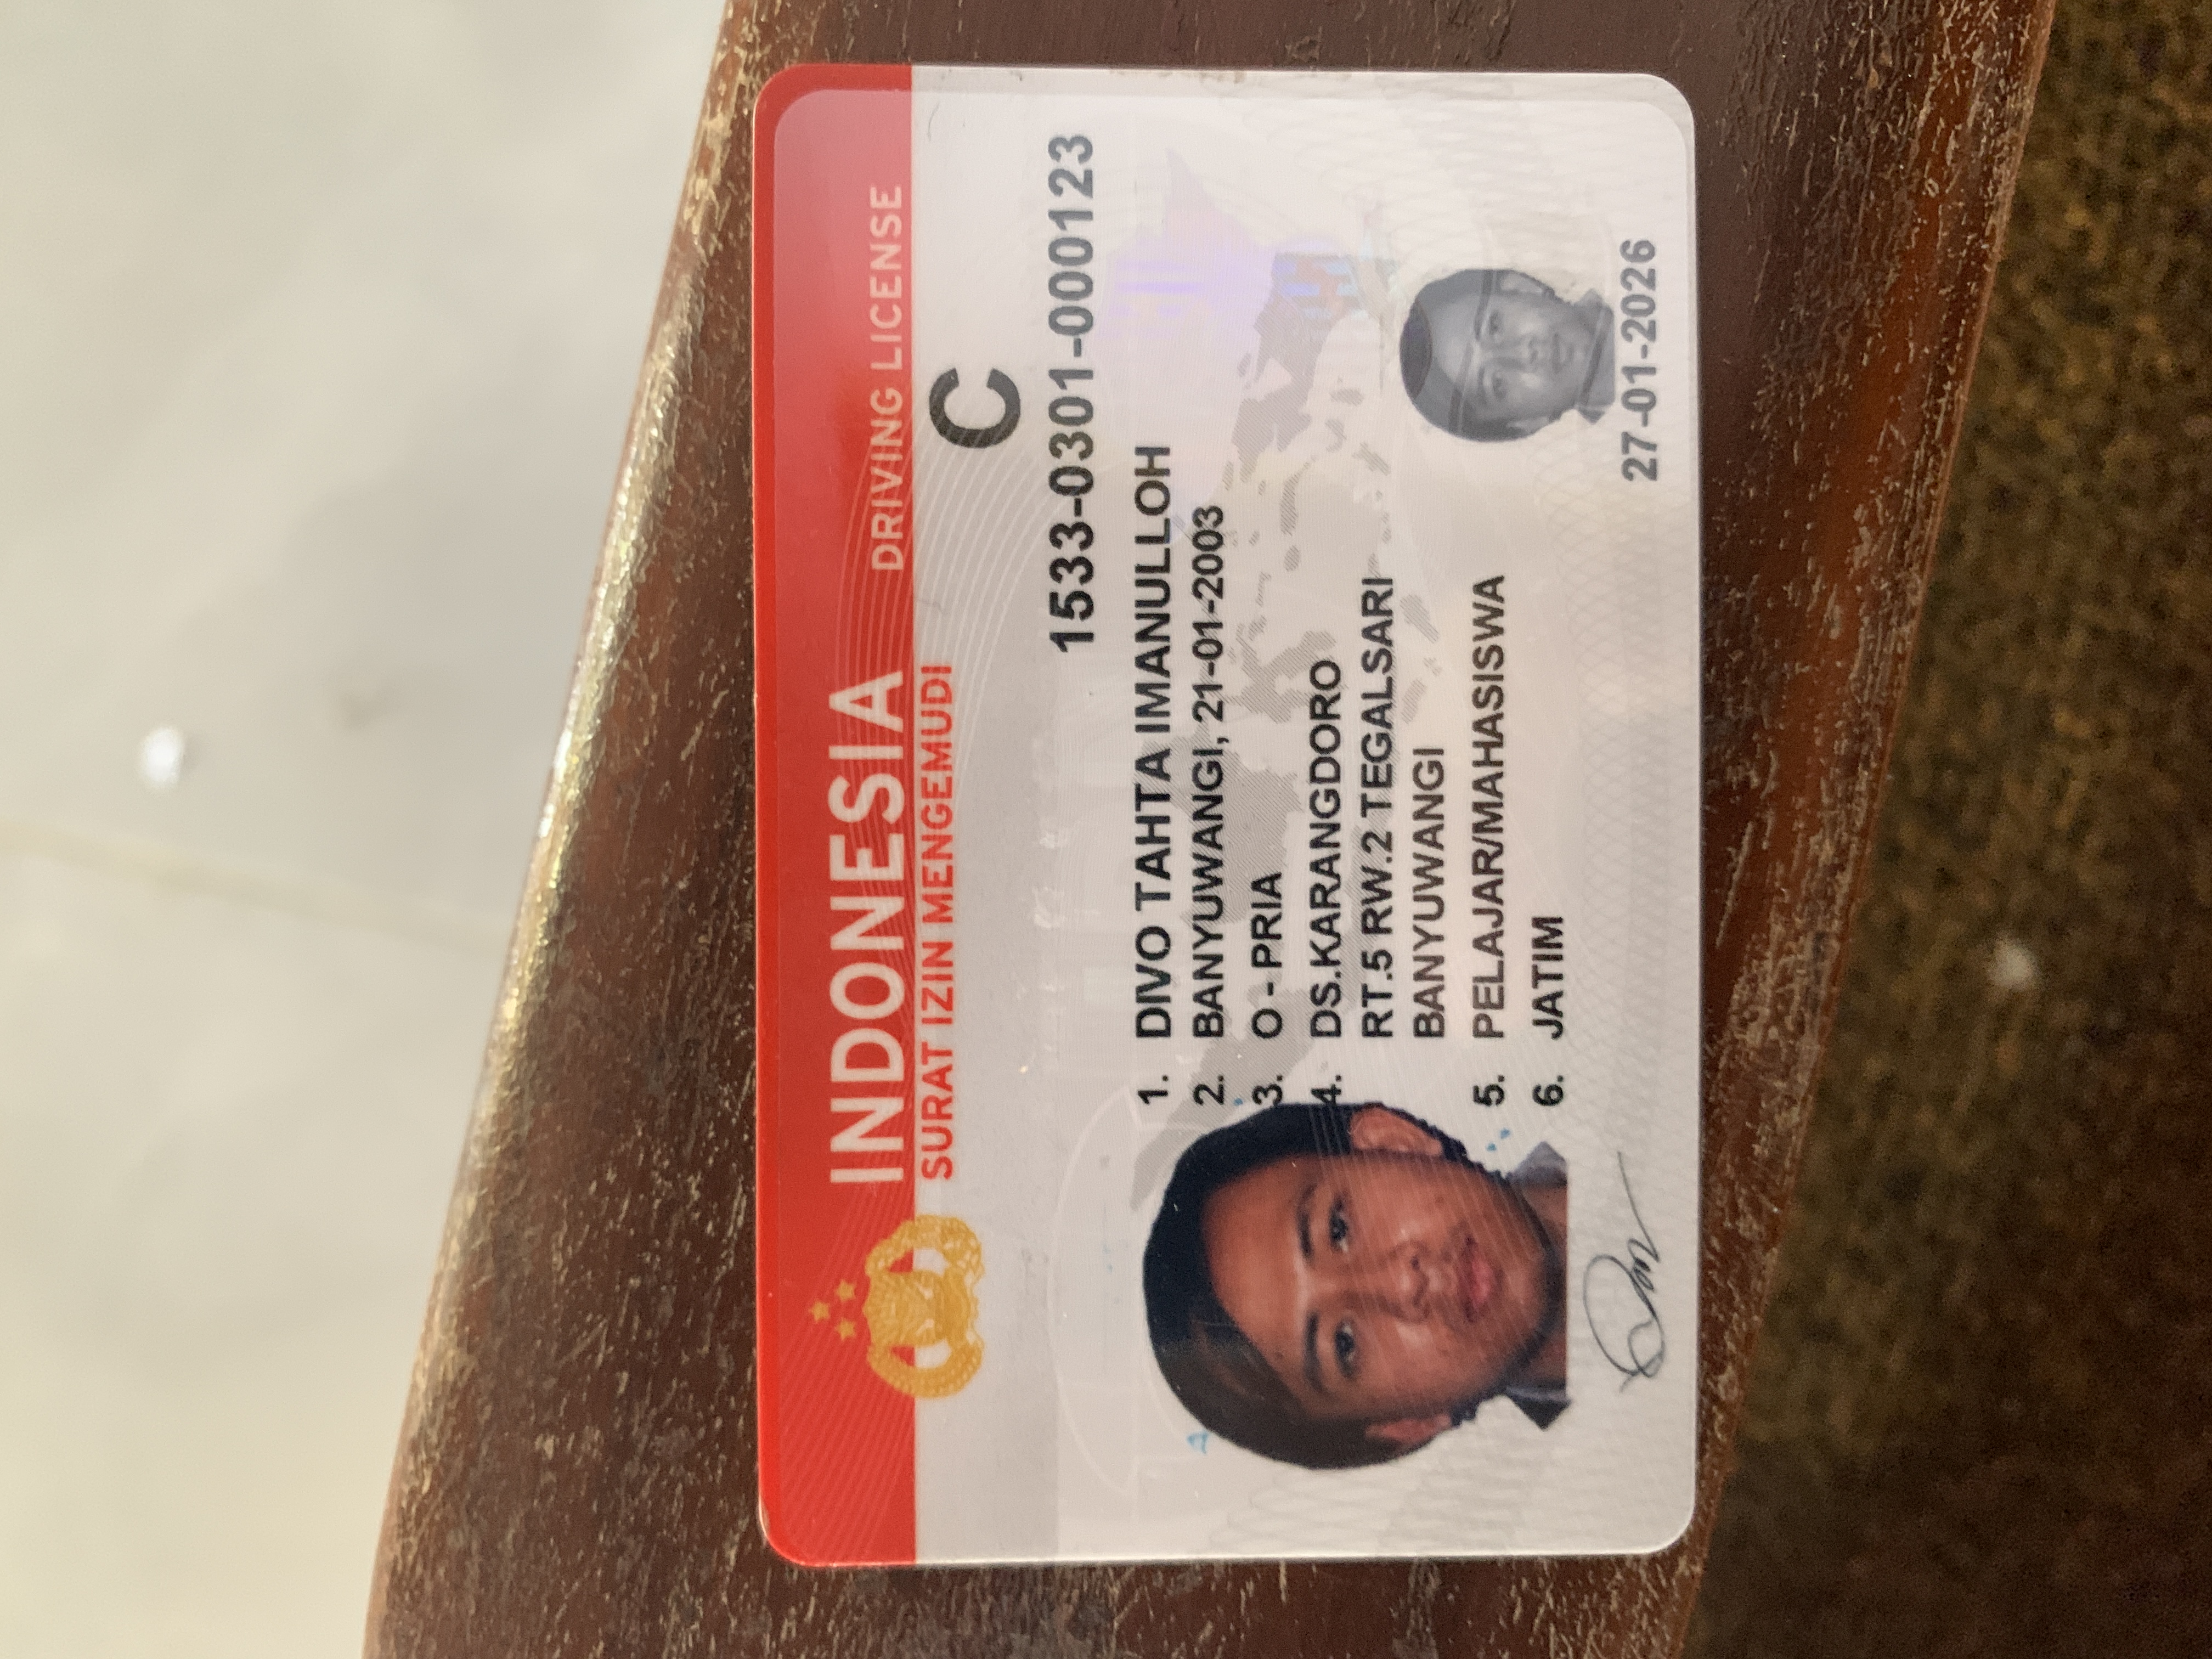 INDONESIA
DRIVING LICENSE
SURAT IZIN MENGEMUDI
C
1533-0301-000123
1. DIVO TAHTA IMANULLOH
2. BANYUWANGI, 21-01-2003
3. O - PRIA
4. DS.KARANGDORO
RT.5 RW.2 TEGALSARI
BANYUWANGI
5. PELAJAR/MAHASISWA
6. JATIM
27-01-2026